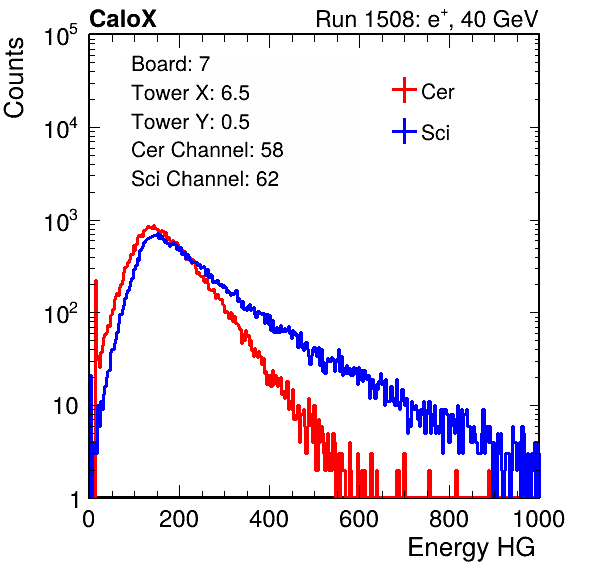 CaloX Run 1508: e⁺, 40 GeV
Counts
10⁵
10⁴
10³
10²
10
1
Board: 7
Tower X: 6.5
Tower Y: 0.5
Cer Channel: 58
Sci Channel: 62
Cer
Sci
0 200 400 600 800 1000
Energy HG